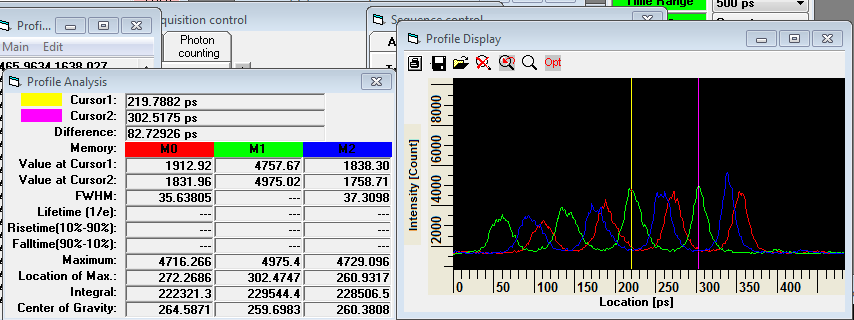 Time Range
500 ps
Profi...
quisition control
Sequence control
Main Edit
Photon
counting
465.9634,1638.027
Profile Display
Opt
Profile Analysis
Cursor1: 219.7882 ps
Cursor2: 302.5175 ps
Difference: 82.72926 ps
Memory: M0 M1 M2
Value at Cursor1: 1912.92 4757.67 1838.30
Value at Cursor2: 1831.96 4975.02 1758.71
FWHM: 35.63805 --- 37.3098
Lifetime (1/e): --- --- ---
Risetime(10%-90%): --- --- ---
Falltime(90%-10%): --- --- ---
Maximum: 4716.266 4975.4 4729.096
Location of Max.: 272.2686 302.4747 260.9317
Integral: 222321.3 229544.4 228506.5
Center of Gravity: 264.5871 259.6983 260.3808
Intensity [Count]
8000
6000
4000
2000
0 50 100 150 200 250 300 350 400
Location [ps]